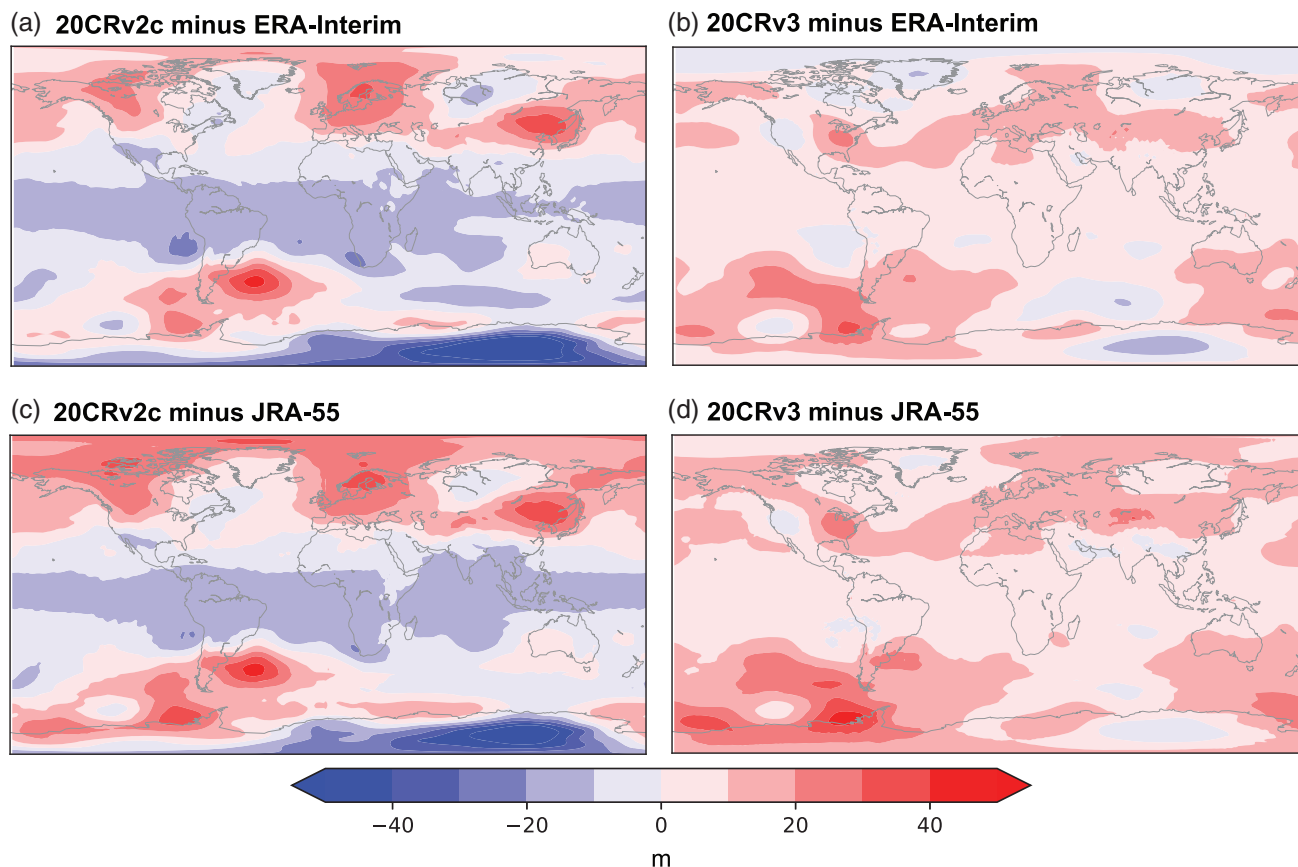 (a) 20CRv2c minus ERA-Interim
(b) 20CRv3 minus ERA-Interim
(c) 20CRv2c minus JRA-55
(d) 20CRv3 minus JRA-55
−40 −20 0 20 40
m